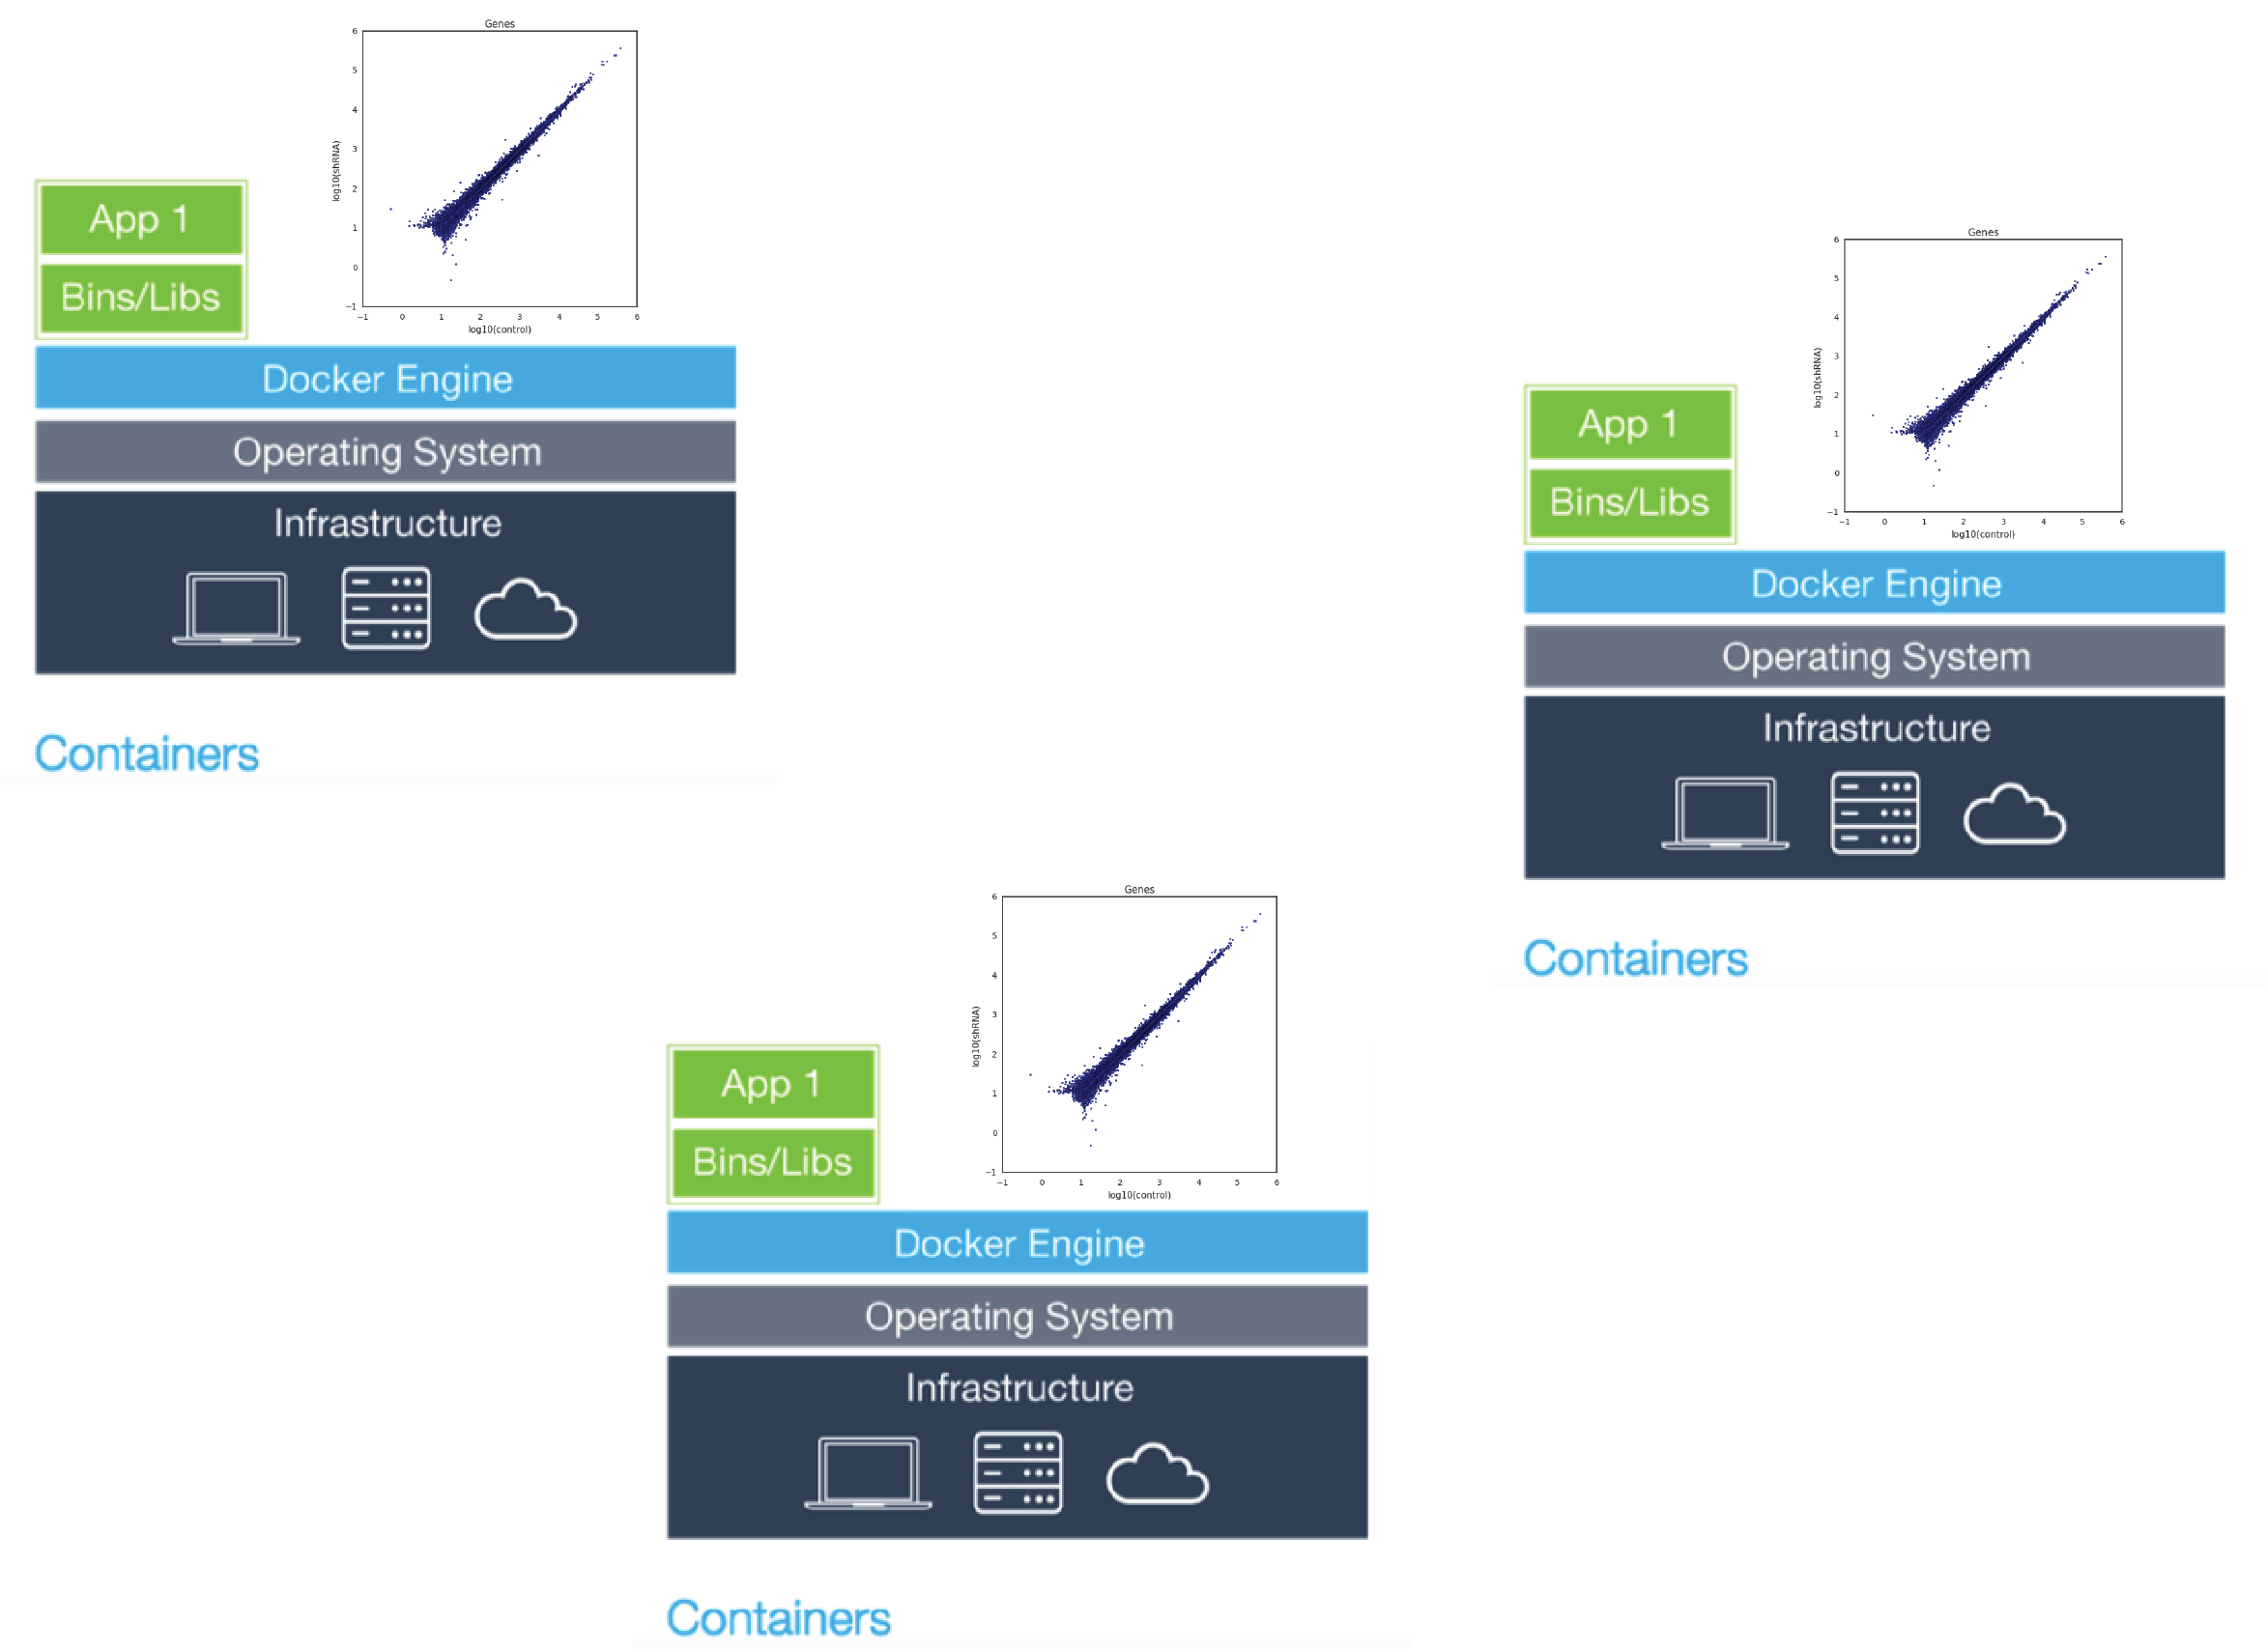 Genes
6
5
4
3
2
1
0
−1
log10(shRNA)
−1 0 1 2 3 4 5 6
log10(control)
App 1
Bins/Libs
Docker Engine
Operating System
Infrastructure
Containers
Genes
6
5
4
3
2
1
0
−1
log10(shRNA)
−1 0 1 2 3 4 5 6
log10(control)
App 1
Bins/Libs
Docker Engine
Operating System
Infrastructure
Containers
Genes
6
5
4
3
2
1
0
−1
log10(shRNA)
−1 0 1 2 3 4 5 6
log10(control)
App 1
Bins/Libs
Docker Engine
Operating System
Infrastructure
Containers